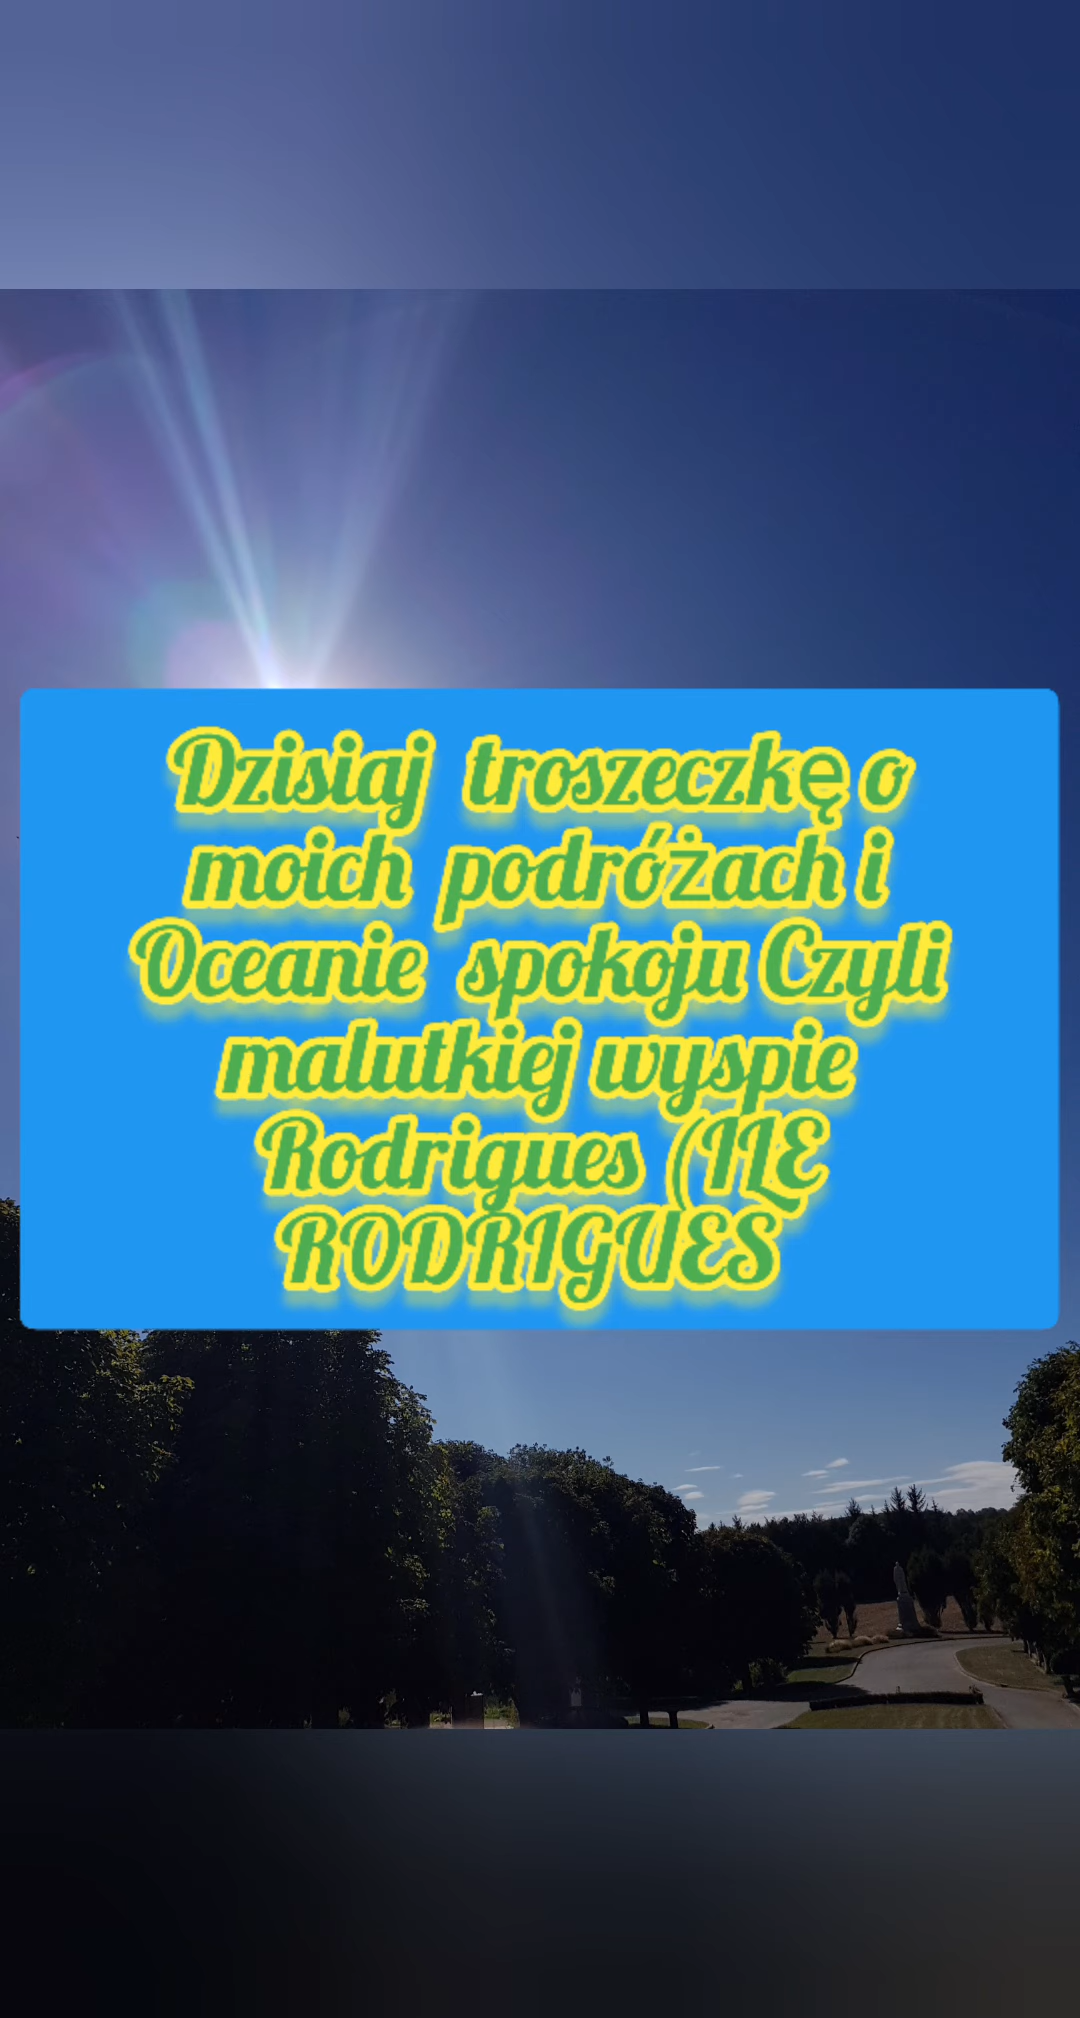 Dzisiaj troszeczkę o
moich podróżach i
Oceanie spokoju Czyli
malutkiej wyspie
Rodrigues (ILE
RODRIGUES